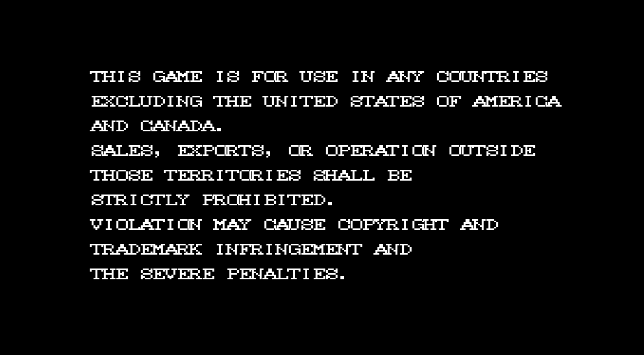 THIS GAME IS FOR USE IN ANY COUNTRIES
EXCLUDING THE UNITED STATES OF AMERICA
AND CANADA.
SALES, EXPORTS, OR OPERATION OUTSIDE
THOSE TERRITORIES SHALL BE
STRICTLY PROHIBITED.
VIOLATION MAY CAUSE COPYRIGHT AND
TRADEMARK INFRINGEMENT AND
THE SEVERE PENALTIES.